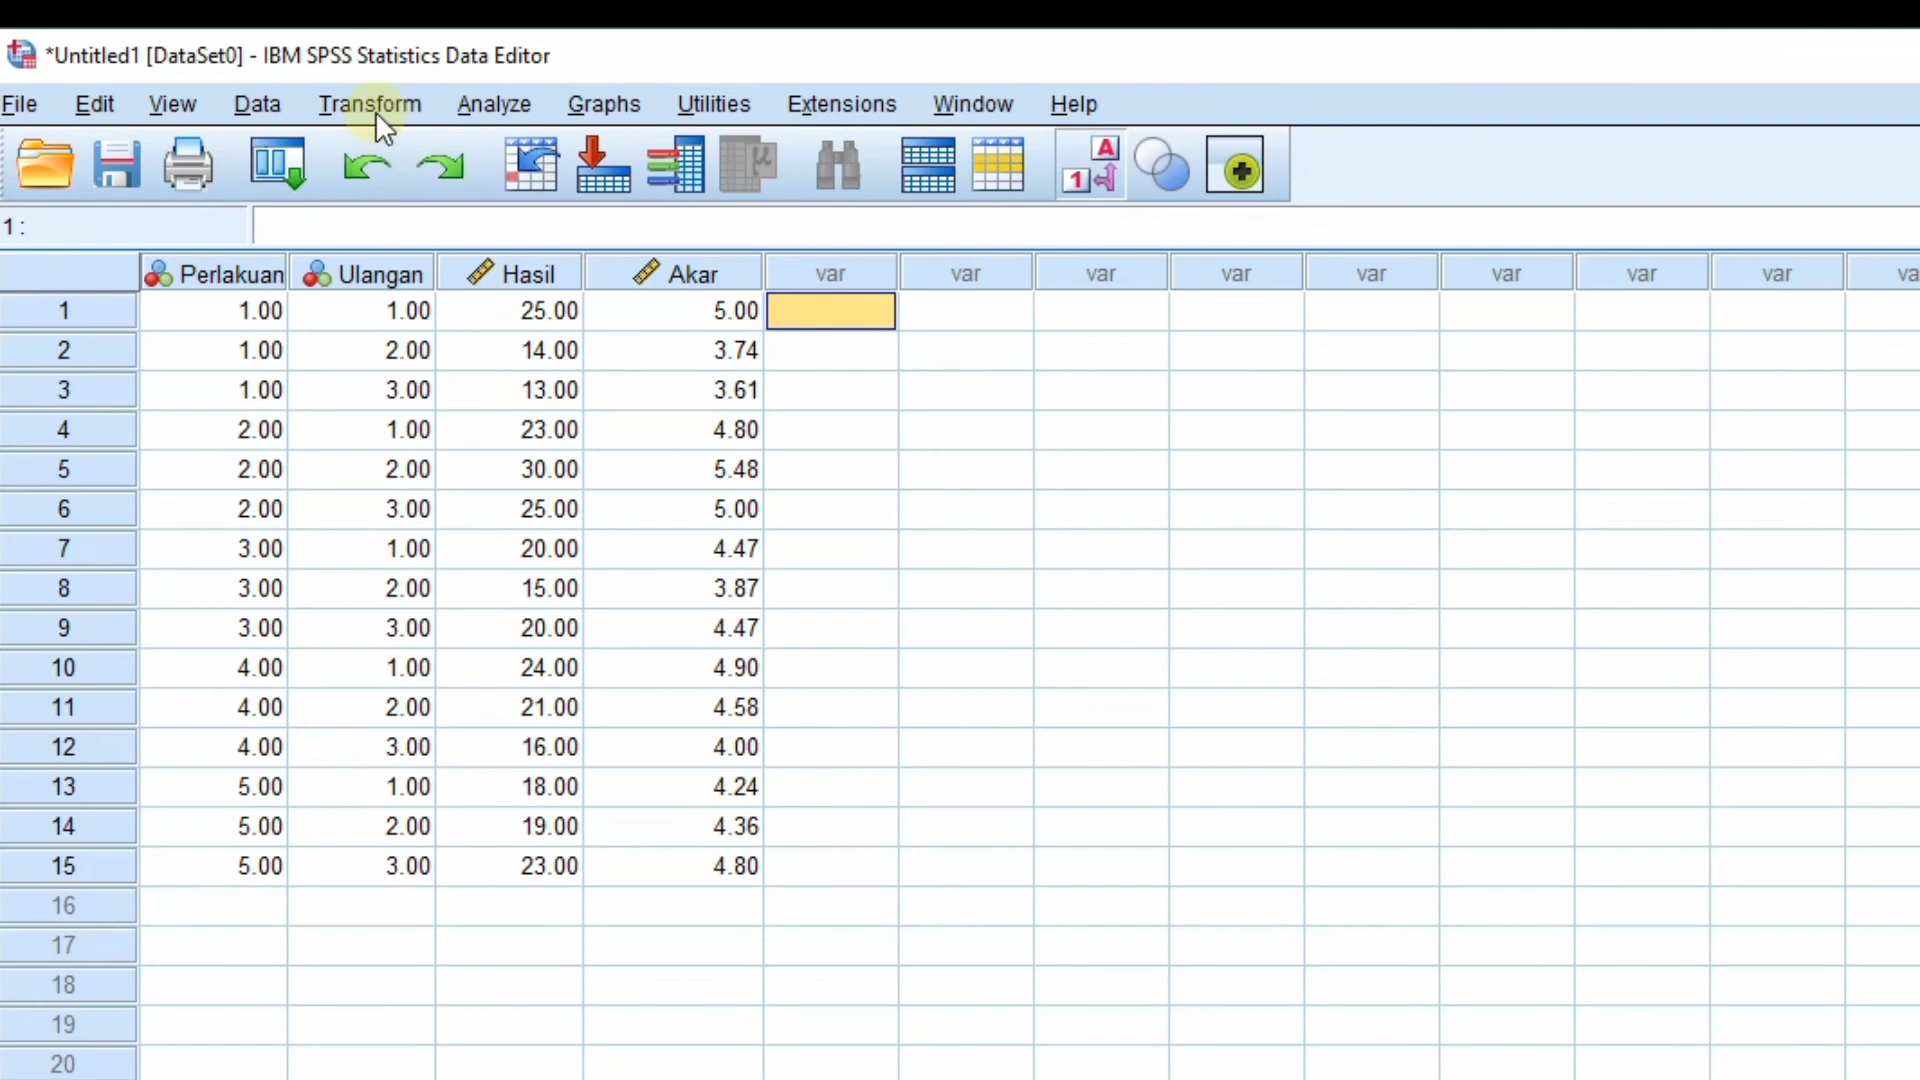 *Untitled1 [DataSet0] - IBM SPSS Statistics Data Editor
File Edit View Data Transform Analyze Graphs Utilities Extensions Window Help
A
1 µ
1 :
Perlakuan Ulangan Hasil Akar var var var var var var var var va
1 1.00 1.00 25.00 5.00
2 1.00 2.00 14.00 3.74
3 1.00 3.00 13.00 3.61
4 2.00 1.00 23.00 4.80
5 2.00 2.00 30.00 5.48
6 2.00 3.00 25.00 5.00
7 3.00 1.00 20.00 4.47
8 3.00 2.00 15.00 3.87
9 3.00 3.00 20.00 4.47
10 4.00 1.00 24.00 4.90
11 4.00 2.00 21.00 4.58
12 4.00 3.00 16.00 4.00
13 5.00 1.00 18.00 4.24
14 5.00 2.00 19.00 4.36
15 5.00 3.00 23.00 4.80
16
17
18
19
20